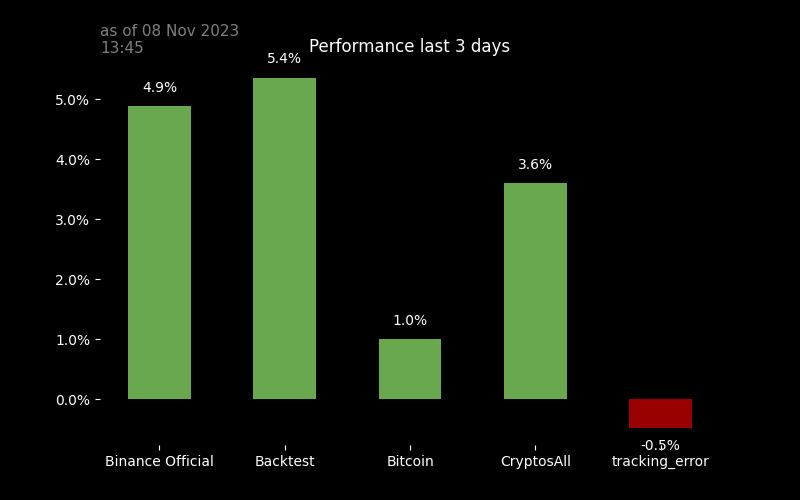 as of 08 Nov 2023
13:45
Performance last 3 days
5.4%
4.9%
5.0%
4.0%
3.6%
3.0%
2.0%
1.0%
1.0%
0.0%
-0.5%
Binance Official
Backtest
Bitcoin
CryptosAll
tracking_error